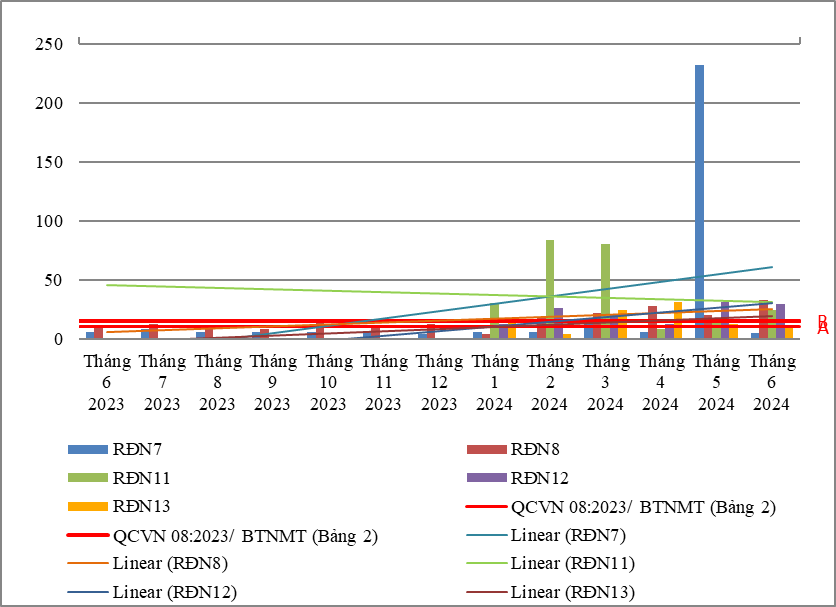 250
200
150
100
50
0
Tháng Tháng Tháng Tháng Tháng Tháng Tháng Tháng Tháng Tháng Tháng Tháng Tháng
6 7 8 9 10 11 12 1 2 3 4 5 6
2023 2023 2023 2023 2023 2023 2023 2024 2024 2024 2024 2024 2024
A
RĐN7 RĐN8
RĐN11 RĐN12
RĐN13 QCVN 08:2023/ BTNMT (Bảng 2)
QCVN 08:2023/ BTNMT (Bảng 2) Linear (RĐN7)
Linear (RĐN8) Linear (RĐN11)
Linear (RĐN12) Linear (RĐN13)